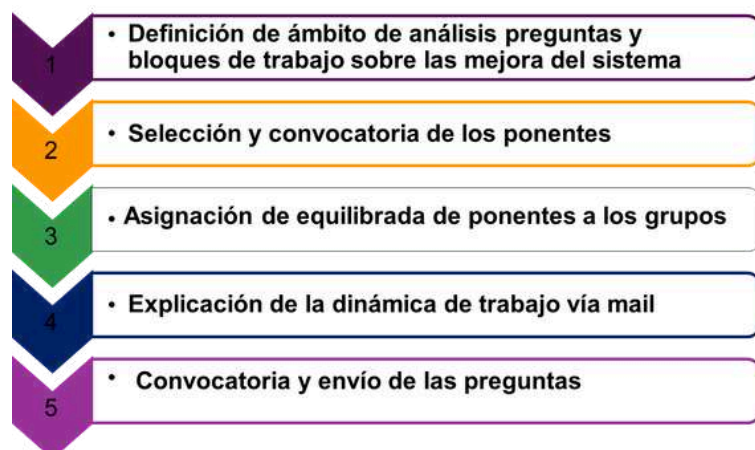 1
• Definición de ámbito de análisis preguntas y
bloques de trabajo sobre las mejora del sistema
2
• Selección y convocatoria de los ponentes
3
• Asignación de equilibrada de ponentes a los grupos
4
• Explicación de la dinámica de trabajo vía mail
5
• Convocatoria y envío de las preguntas